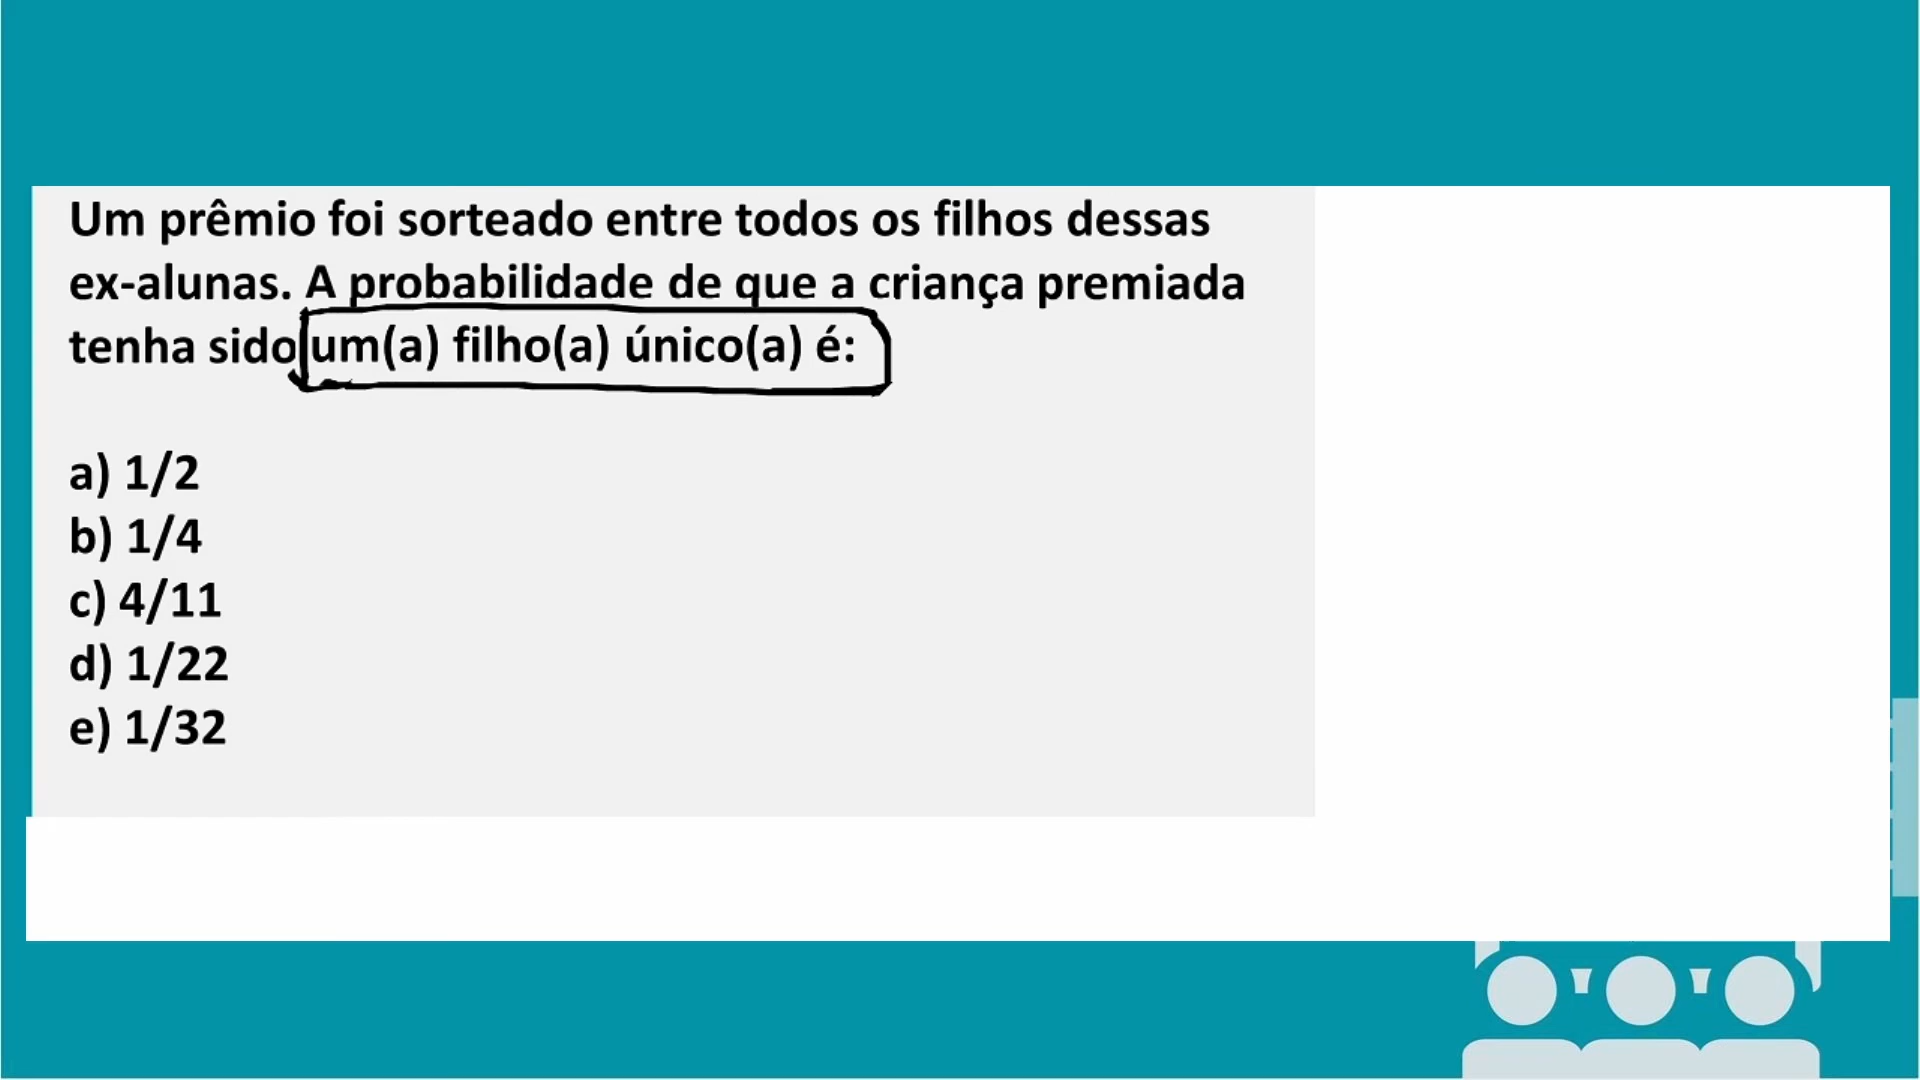 Um prêmio foi sorteado entre todos os filhos dessas
ex-alunas. A probabilidade de que a criança premiada
tenha sido um(a) filho(a) único(a) é:
a) 1/2
b) 1/4
c) 4/11
d) 1/22
e) 1/32